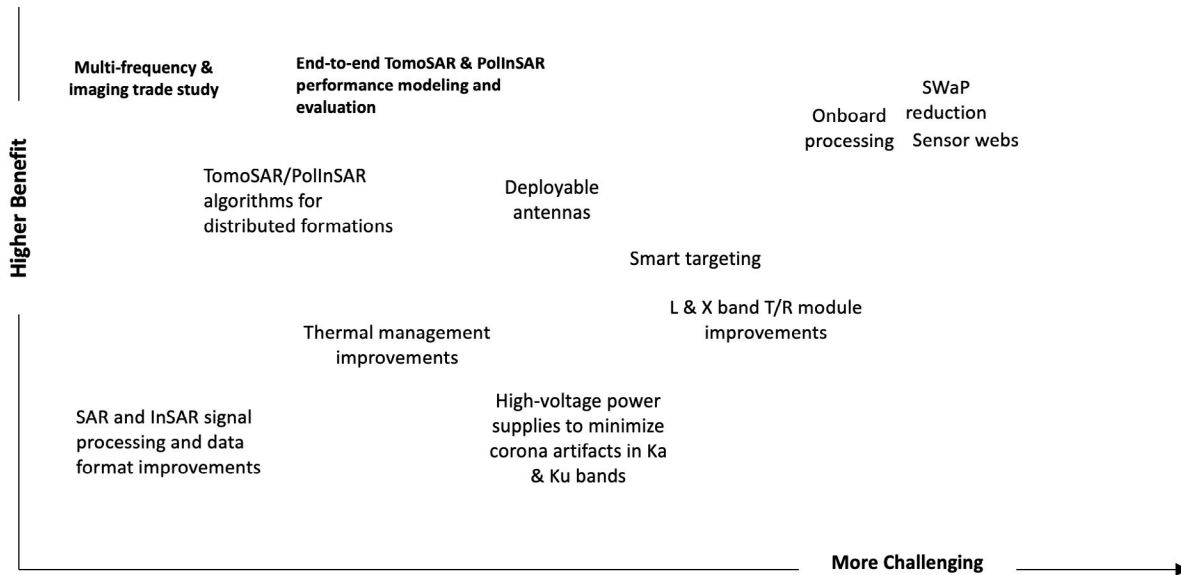 Multi-frequency &
imaging trade study
End-to-end TomoSAR & PolInSAR
performance modeling and
evaluation
SWaP
reduction
Onboard
processing
Sensor webs
Higher Benefit
TomoSAR/PolInSAR
algorithms for
distributed formations
Deployable
antennas
Smart targeting
L & X band T/R module
improvements
Thermal management
improvements
SAR and InSAR signal
processing and data
format improvements
High-voltage power
supplies to minimize
corona artifacts in Ka
& Ku bands
More Challenging